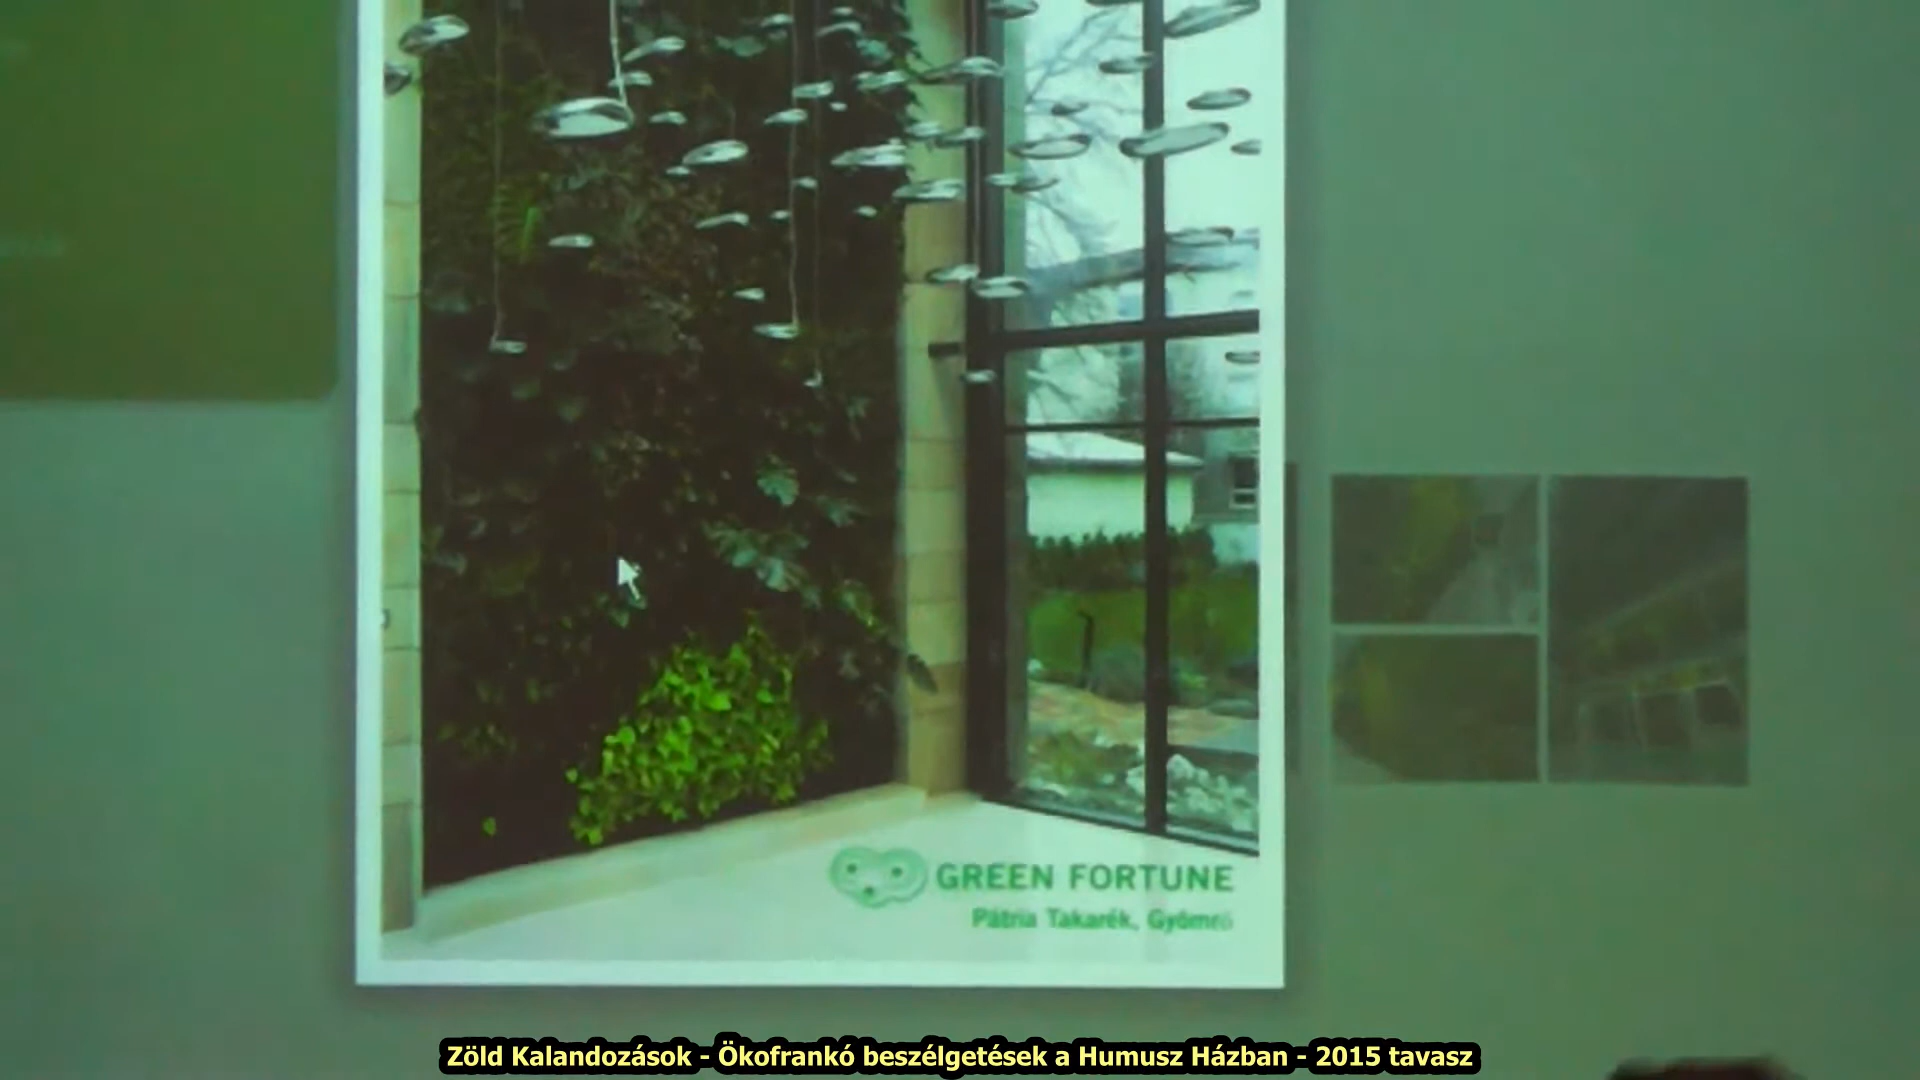 GREEN FORTUNE
Pátria Takarék, Gyömrő
Zöld Kalandozások - Ökofrankó beszélgetések a Humusz Házban - 2015 tavasz